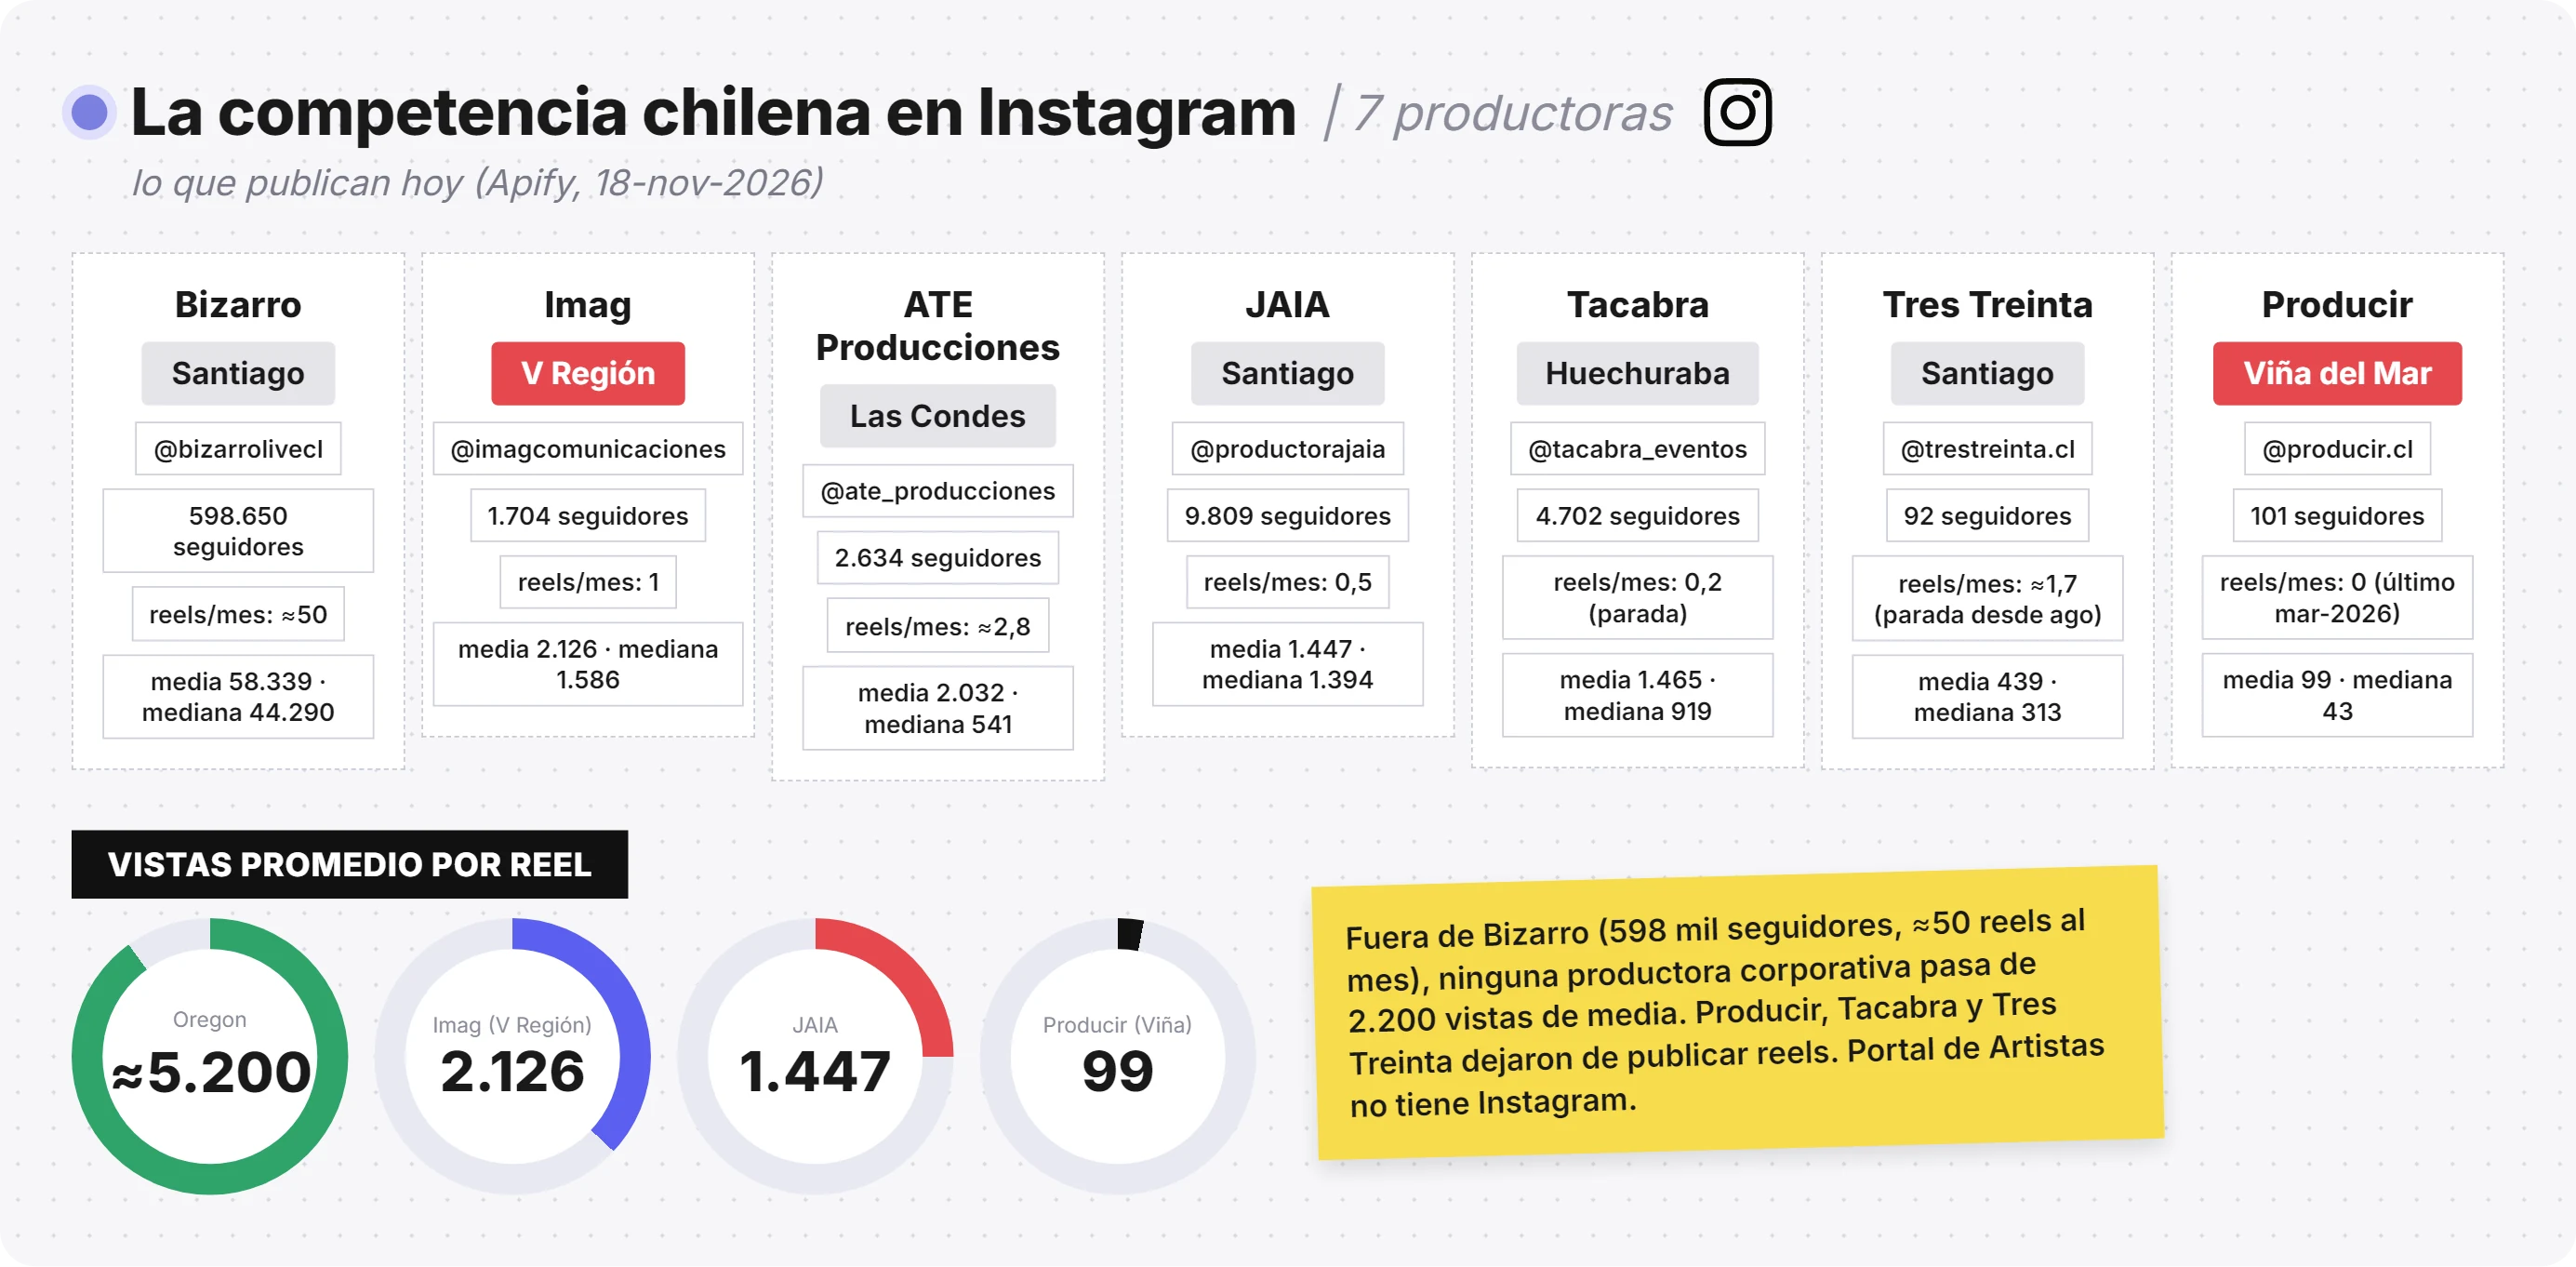 La competencia chilena en Instagram | 7 productoras
lo que publican hoy (Apify, 18-nov-2026)
Bizarro
Santiago
@bizarrolivecl
598.650
seguidores
reels/mes: ≈50
media 58.339 ·
mediana 44.290
Imag
V Región
@imagcomunicaciones
1.704 seguidores
reels/mes: 1
media 2.126 · mediana
1.586
ATE
Producciones
Las Condes
@ate_producciones
2.634 seguidores
reels/mes: ≈2,8
media 2.032 ·
mediana 541
JAIA
Santiago
@productorajaia
9.809 seguidores
reels/mes: 0,5
media 1.447 ·
mediana 1.394
Tacabra
Huechuraba
@tacabra_eventos
4.702 seguidores
reels/mes: 0,2
(parada)
media 1.465 ·
mediana 919
Tres Treinta
Santiago
@trestreinta.cl
92 seguidores
reels/mes: ≈1,7
(parada desde ago)
media 439 ·
mediana 313
Producir
Viña del Mar
@producir.cl
101 seguidores
reels/mes: 0 (último
mar-2026)
media 99 · mediana
43
VISTAS PROMEDIO POR REEL
Oregon
≈5.200
Imag (V Región)
2.126
JAIA
1.447
Producir (Viña)
99
Fuera de Bizarro (598 mil seguidores, ≈50 reels al
mes), ninguna productora corporativa pasa de
2.200 vistas de media. Producir, Tacabra y Tres
Treinta dejaron de publicar reels. Portal de Artistas
no tiene Instagram.